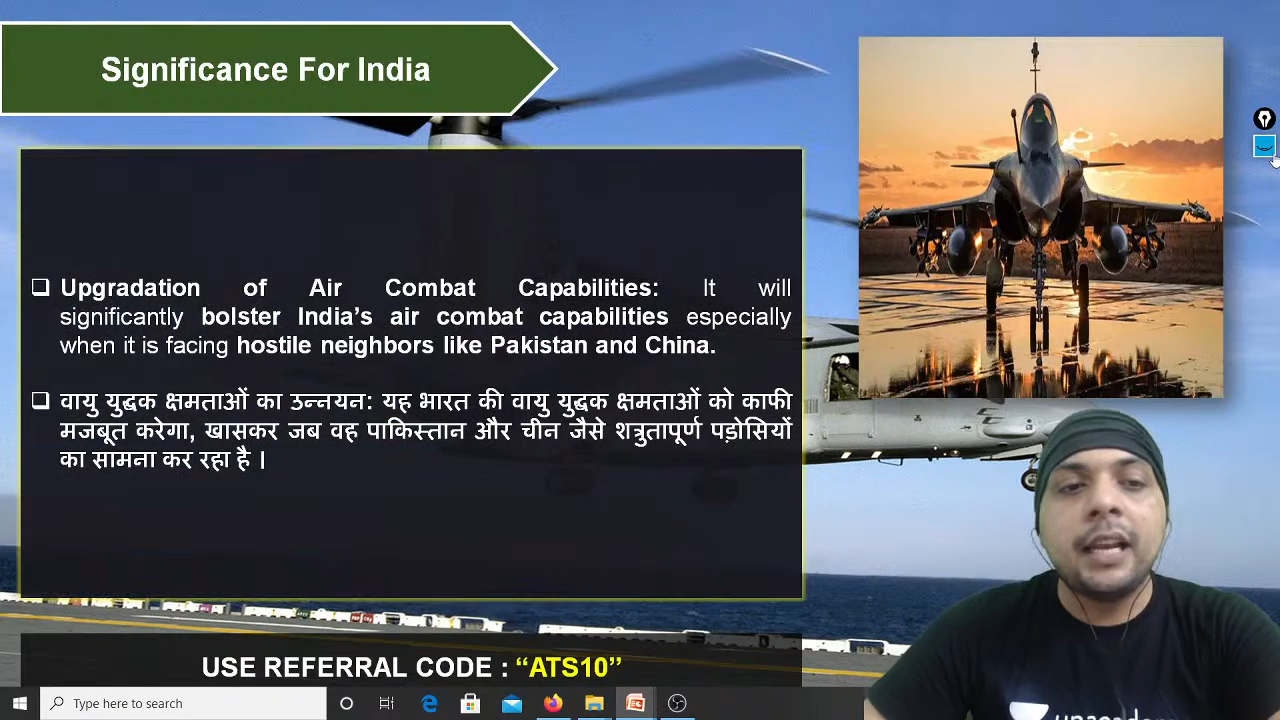 Significance For India
❑ Upgradation of Air Combat Capabilities: It will
significantly bolster India’s air combat capabilities especially
when it is facing hostile neighbors like Pakistan and China.
❑ वायु युद्धक क्षमताओं का उन्नयन: यह भारत की वायु युद्धक क्षमताओं को काफी
मजबूत करेगा, खासकर जब वह पाकिस्तान और चीन जैसे शत्रुतापूर्ण पड़ोसियों
का सामना कर रहा है ।
USE REFERRAL CODE : “ATS10”
Type here to search